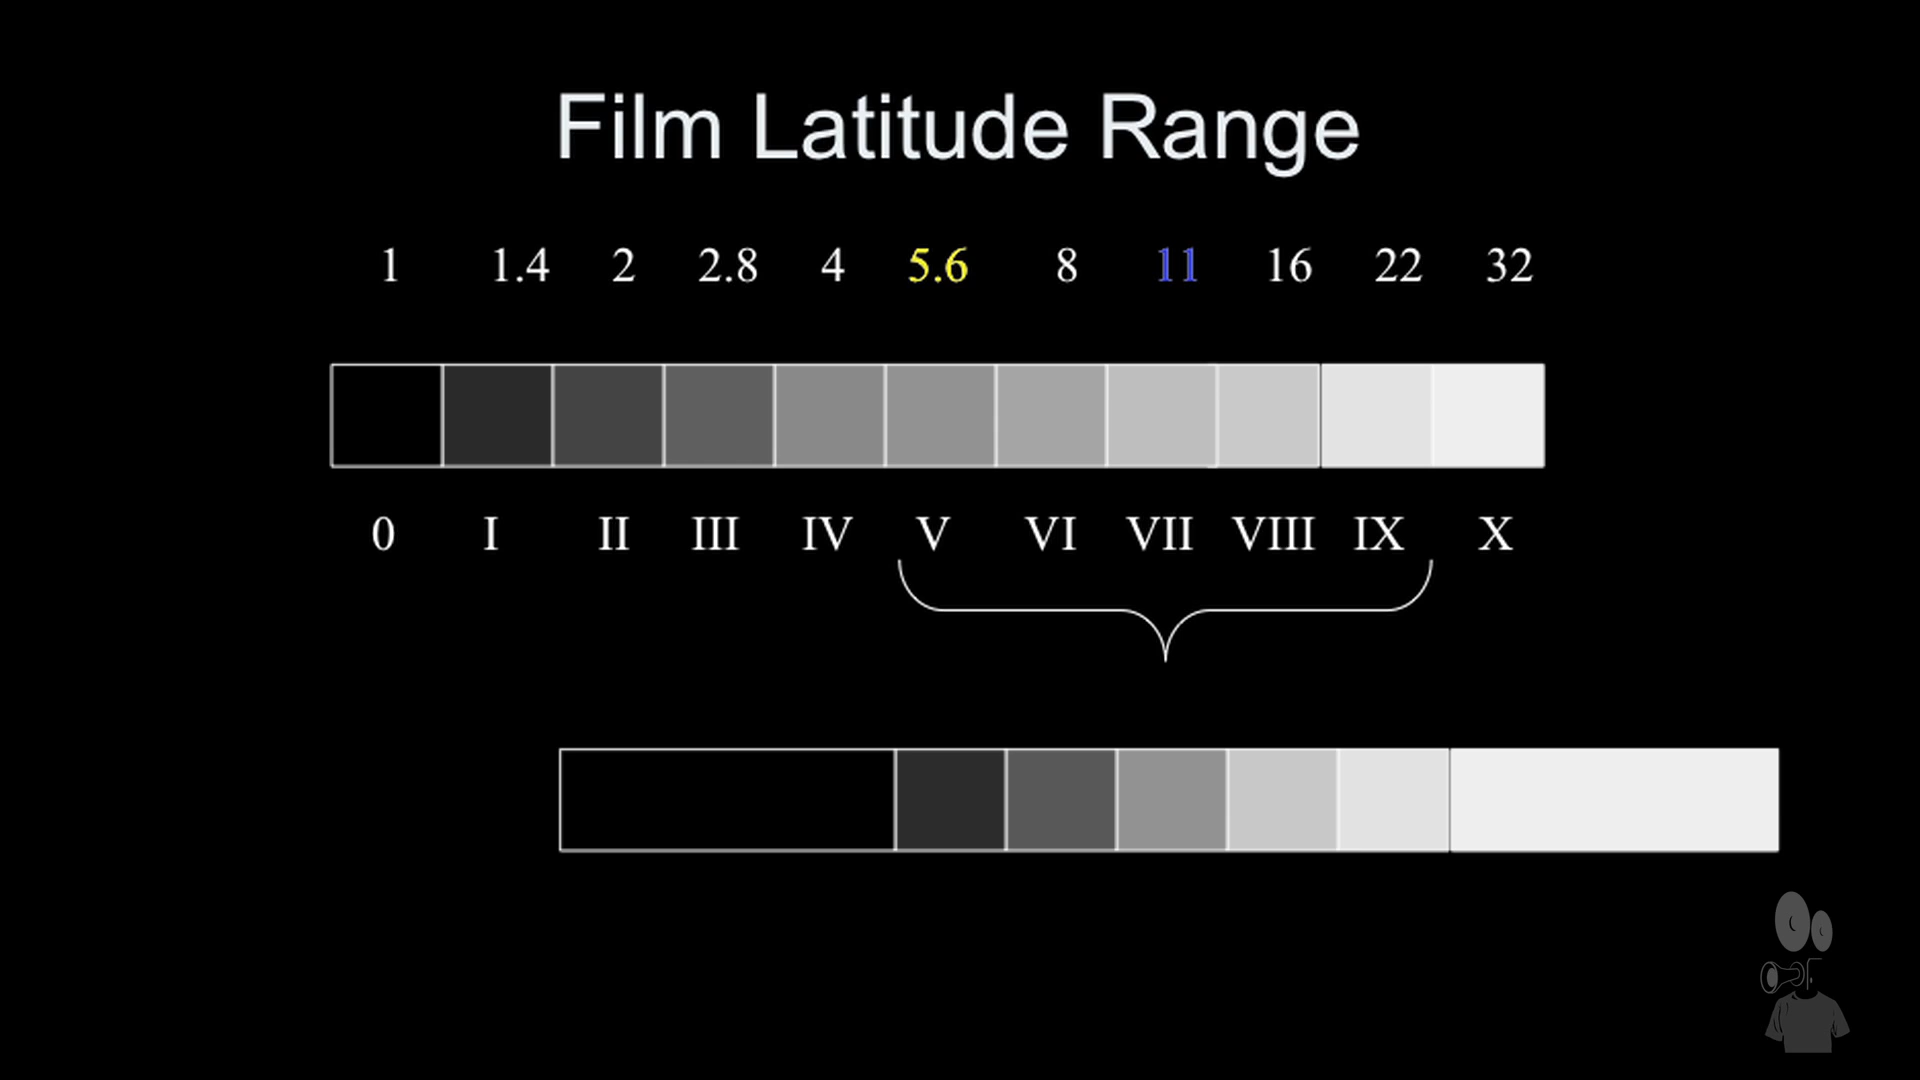 Film Latitude Range
1 1.4 2 2.8 4 5.6 8 11 16 22 32
0 I II III IV V VI VII VIII IX X